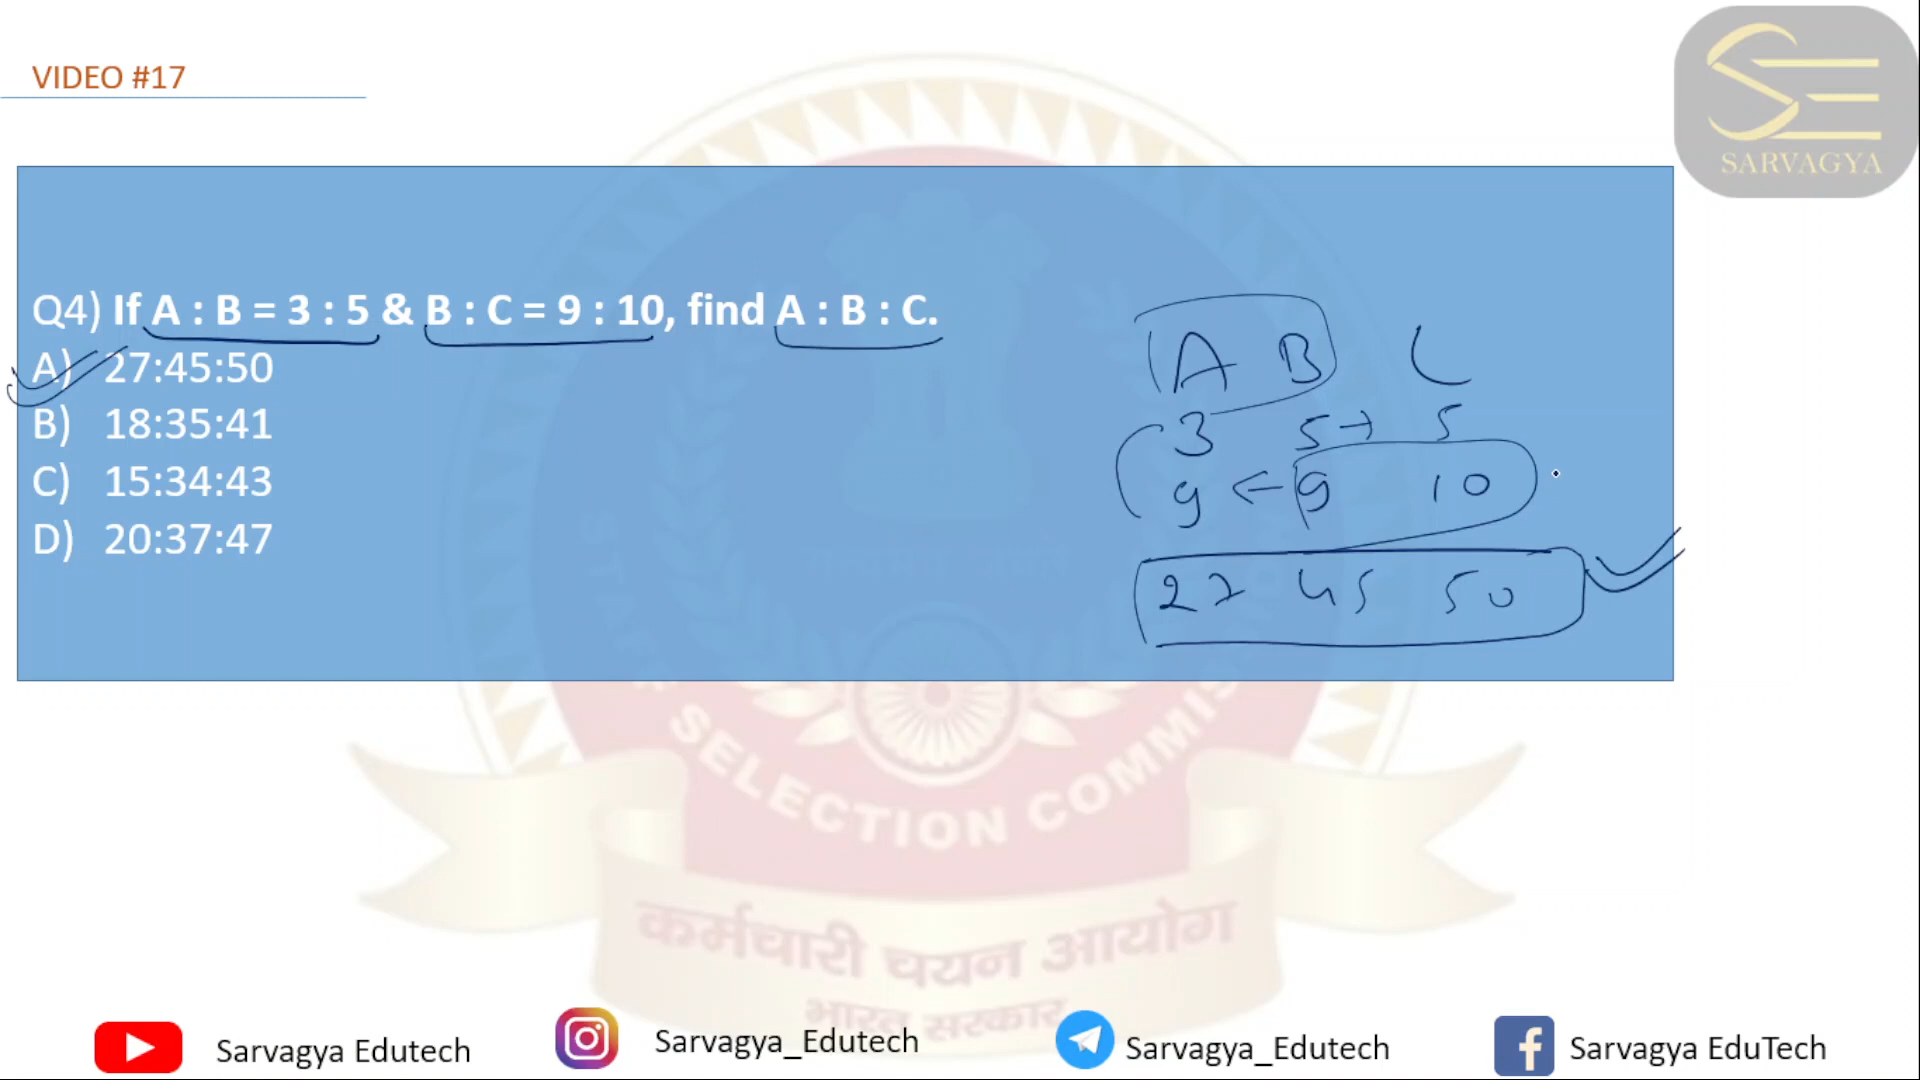 VIDEO #17
SARVAGYA
Q4) If A : B = 3 : 5 & B : C = 9 : 10, find A : B : C.
A) 27:45:50
B) 18:35:41
C) 15:34:43
D) 20:37:47
A B C
3 5 → 5
9 ← 9 10
27 45 50
STAFF SELECTION COMMISSION
कर्मचारी चयन आयोग
भारत सरकार
Sarvagya Edutech
Sarvagya_Edutech
Sarvagya_Edutech
Sarvagya EduTech